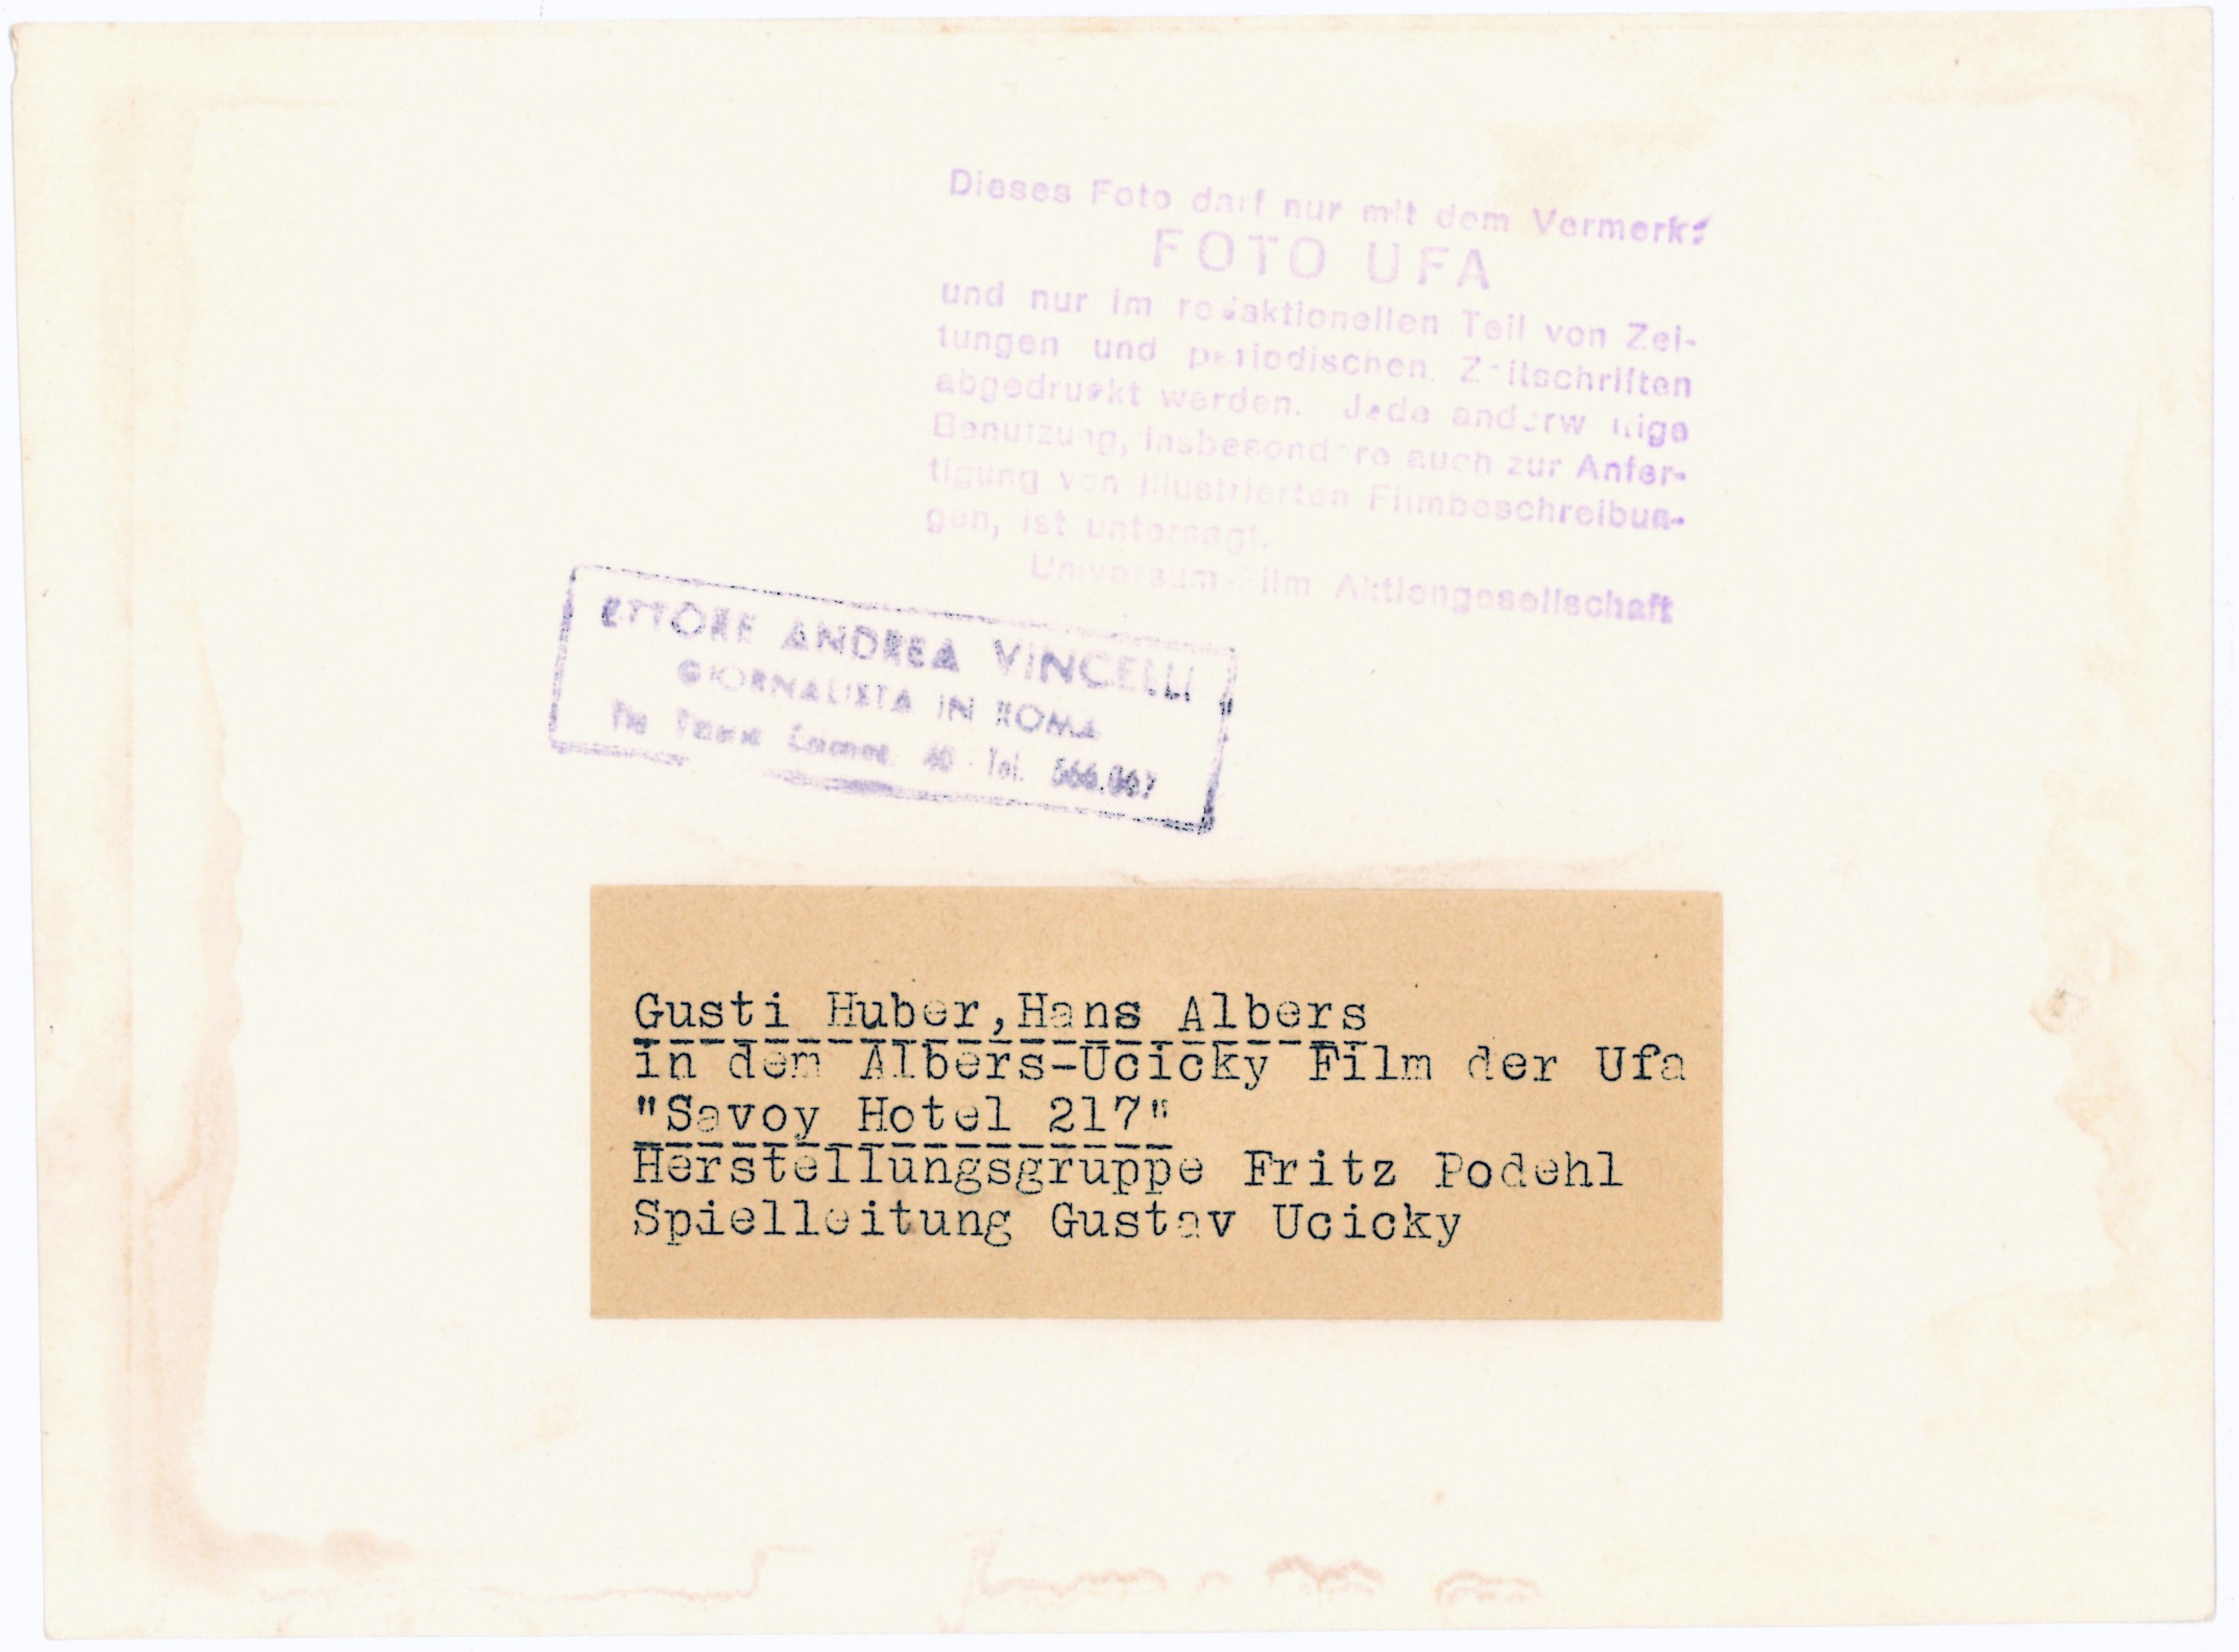 Dieses Foto darf nur mit dem Vermerk:
FOTO UFA
und nur im redaktionellen Teil von Zei-
tungen und periodischen Zeitschriften
abgedruckt werden. Jede anderweitige
Benutzung, insbesondere auch zur Anfer-
tigung von illustrierten Filmbeschreibun-
gen, ist untersagt.
Universum-Film Aktiengesellschaft
ETTORE ANDREA VINCELLI
GIORNALISTA IN ROMA
Tel.
Gusti Huber,Hans Albers
in dem Albers-Ucicky Film der Ufa
"Savoy Hotel 217"
Herstellungsgruppe Fritz Podehl
Spielleitung Gustav Ucicky